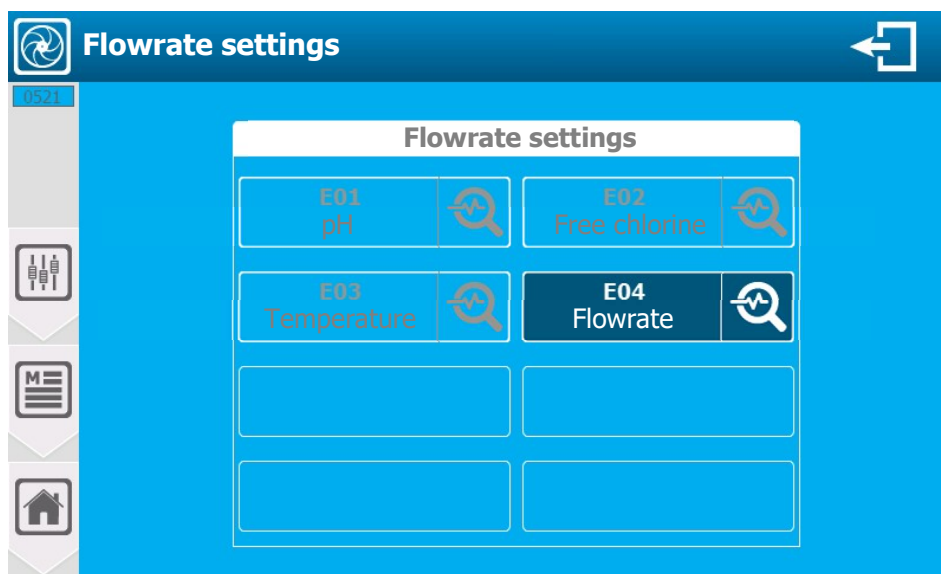 Flowrate settings
0521
Flowrate settings
E01
pH
E02
Free chlorine
E03
Temperature
E04
Flowrate
M